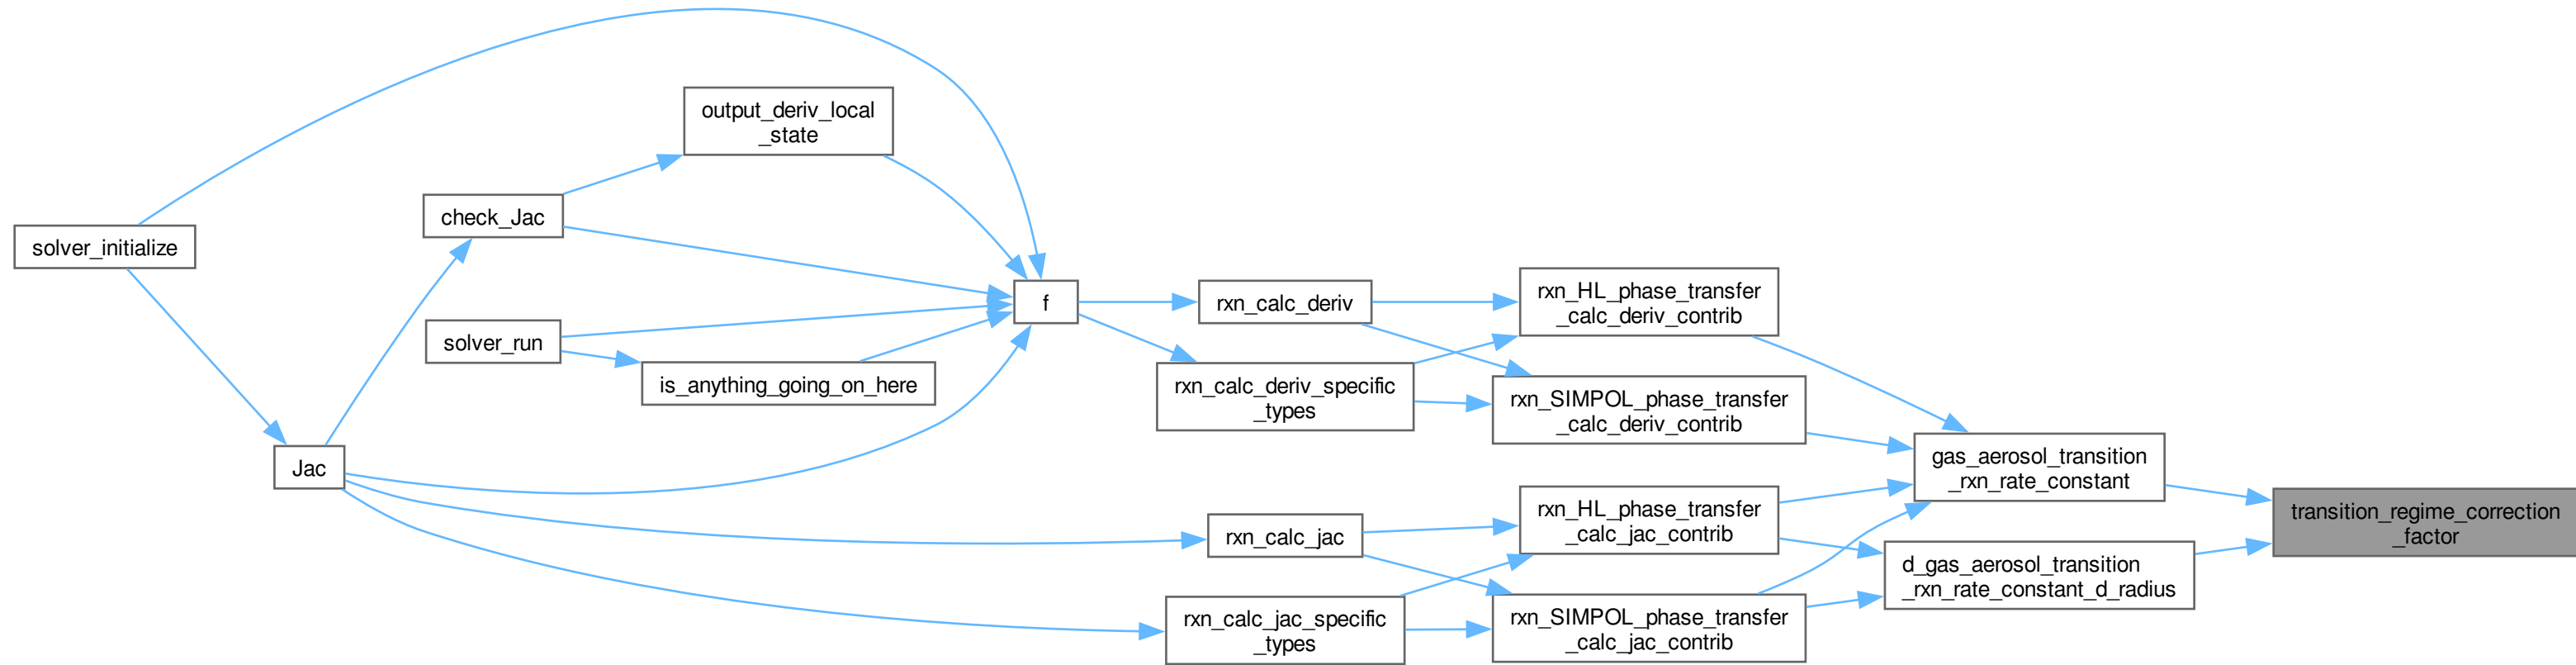 output_deriv_local
_state
check_Jac
solver_initialize
f
rxn_calc_deriv
rxn_HL_phase_transfer
_calc_deriv_contrib
solver_run
is_anything_going_on_here
rxn_calc_deriv_specific
_types
rxn_SIMPOL_phase_transfer
_calc_deriv_contrib
Jac
gas_aerosol_transition
_rxn_rate_constant
transition_regime_correction
_factor
rxn_calc_jac
rxn_HL_phase_transfer
_calc_jac_contrib
d_gas_aerosol_transition
_rxn_rate_constant_d_radius
rxn_calc_jac_specific
_types
rxn_SIMPOL_phase_transfer
_calc_jac_contrib